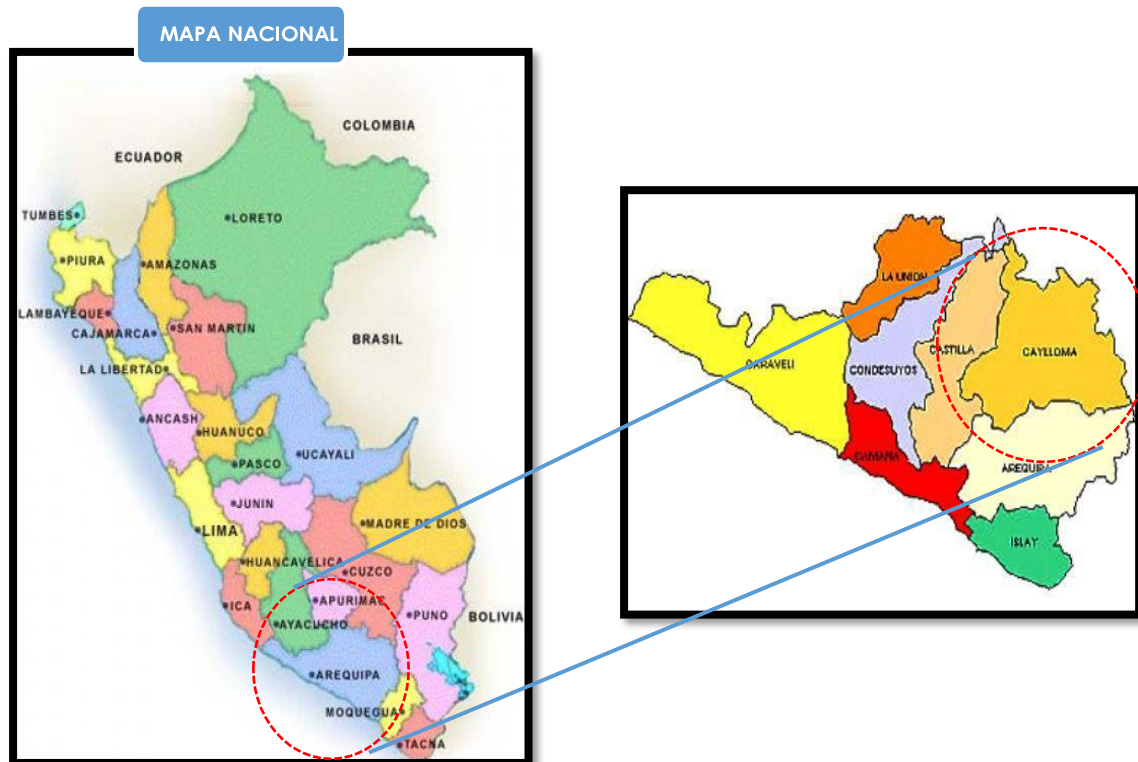 MAPA NACIONAL
COLOMBIA
ECUADOR
TUMBES
LORETO
PIURA
AMAZONAS
LAMBAYEQUE
SAN MARTIN
CAJAMARCA
BRASIL
LA LIBERTAD
ANCASH
HUANUCO
UCAYALI
PASCO
JUNIN
MADRE DE DIOS
LIMA
HUANCAVELICA
CUZCO
APURIMAC
ICA
PUNO
BOLIVIA
AYACUCHO
AREQUIPA
MOQUEGUA
TACNA
LA UNION
CASTILLA
CAYLLOMA
CARAVELI
CONDESUYOS
CAMANA
AREQUIPA
ISLAY